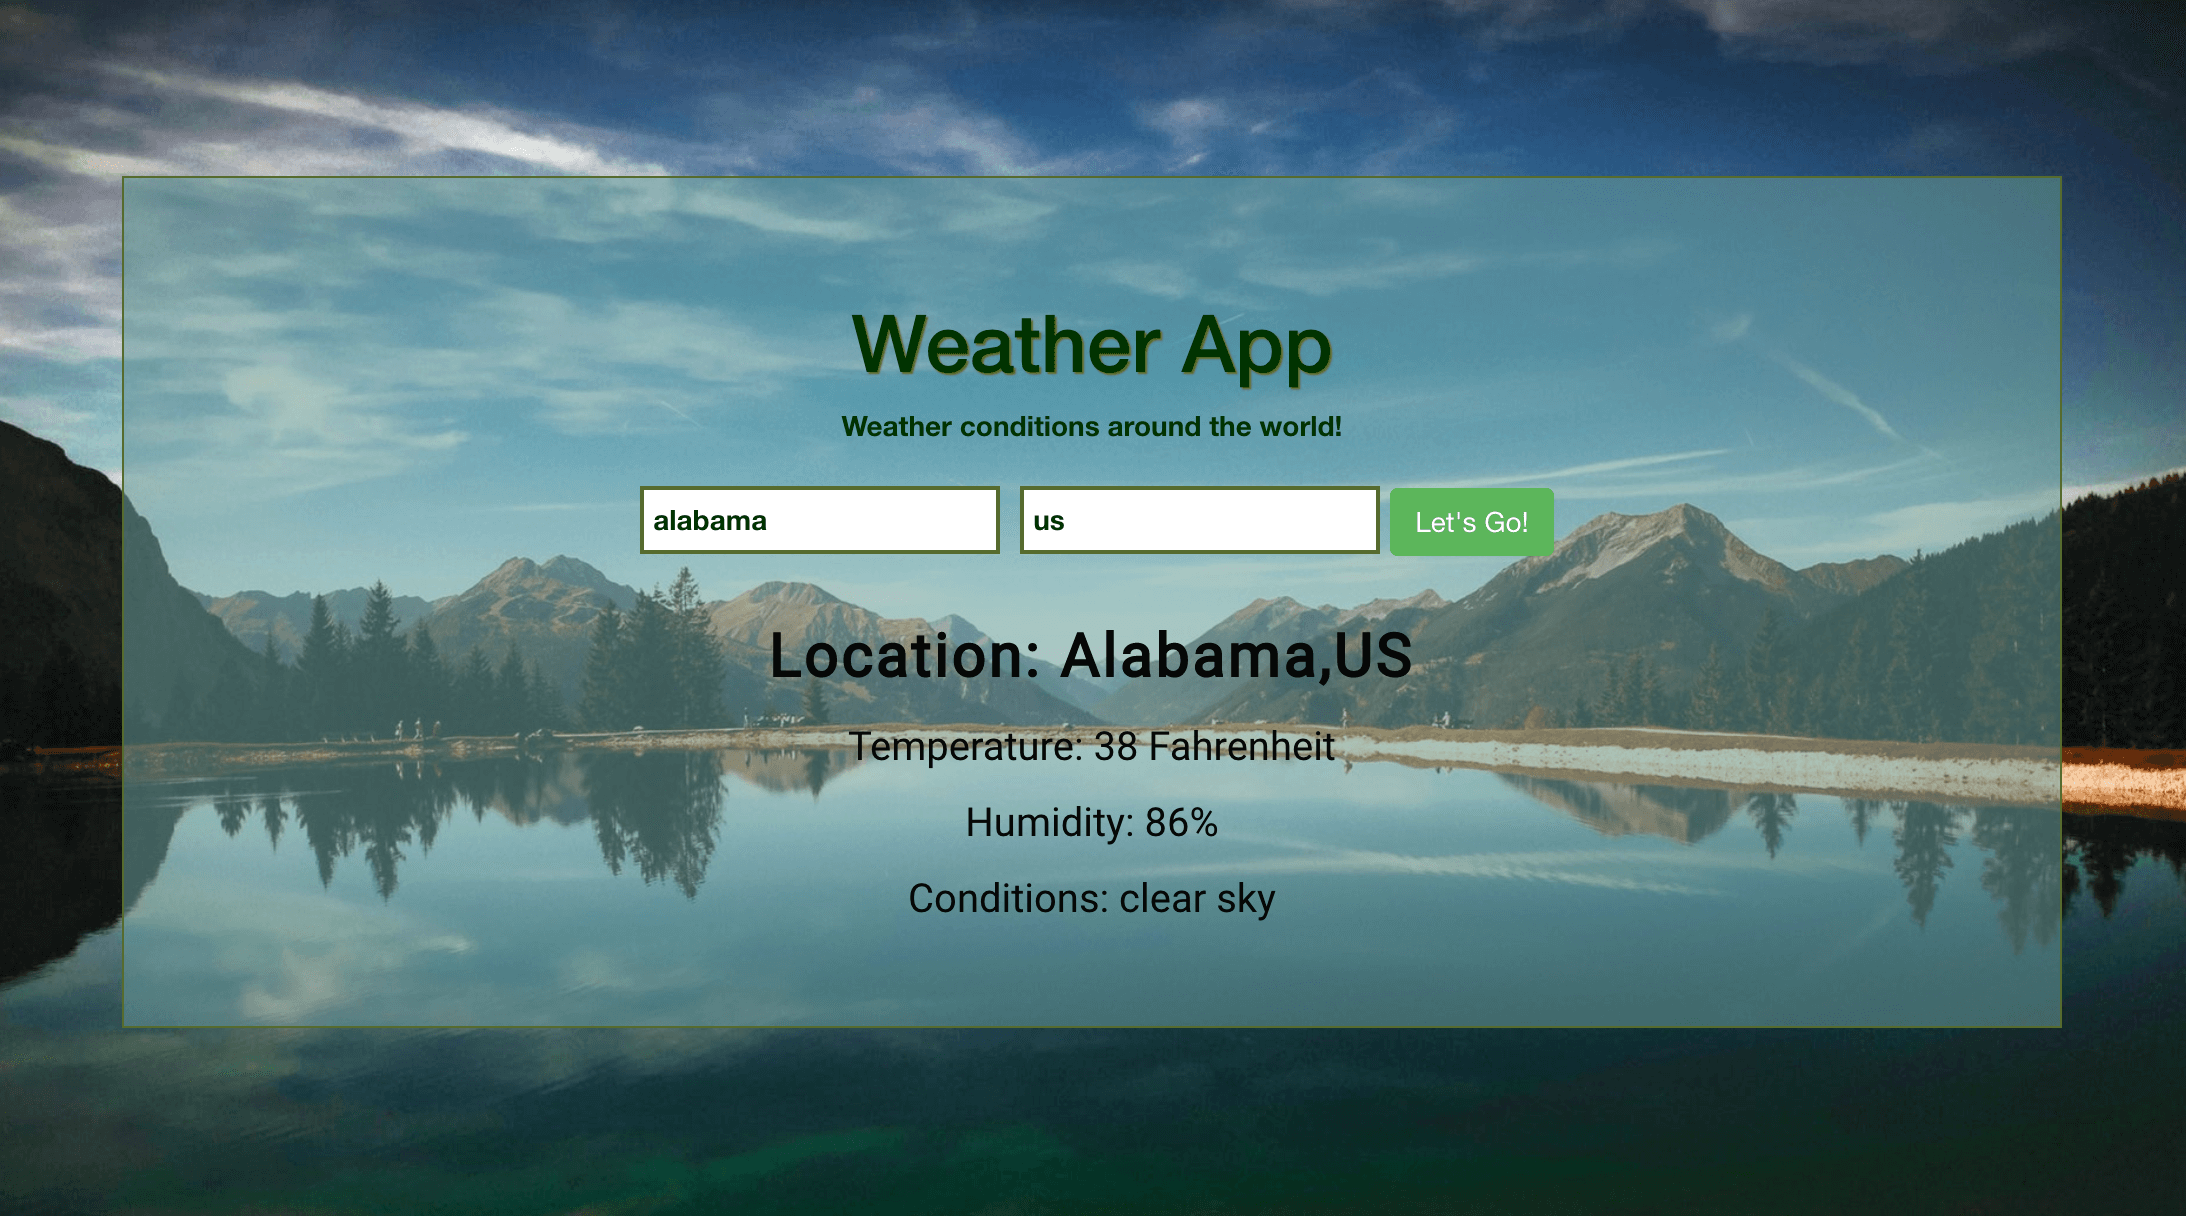 Weather App
Weather conditions around the world!
alabama us Let's Go!
Location: Alabama,US
Temperature: 38 Fahrenheit
Humidity: 86%
Conditions: clear sky